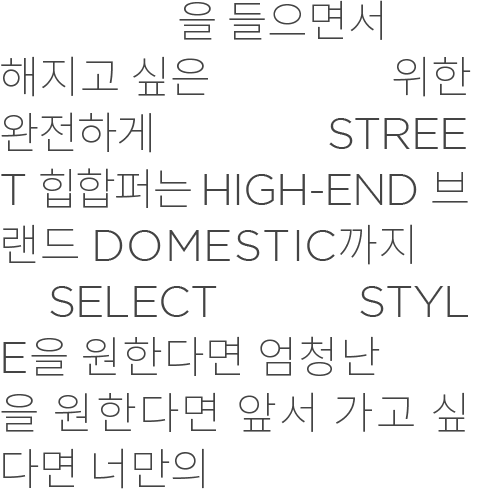 을 들으면서
해지고 싶은 위한
완전하게 STREE
T 힙합퍼는 HIGH-END 브
랜드 DOMESTIC까지
SELECT STYL
E을 원한다면 엄청난
을 원한다면 앞서 가고 싶
다면 너만의